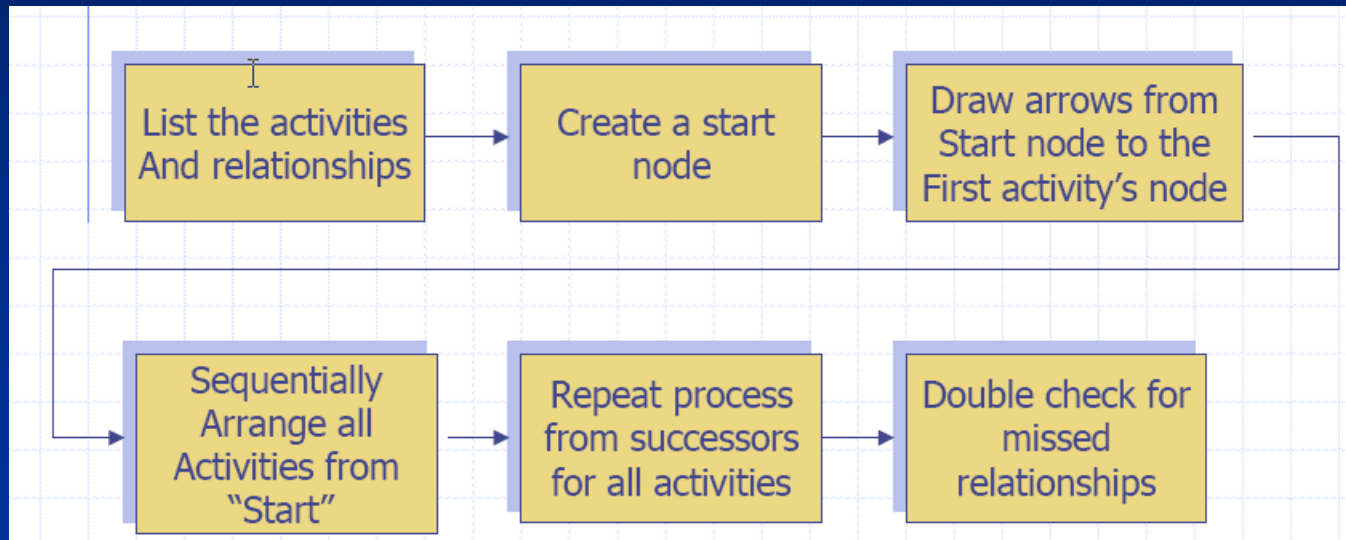 List the activities
And relationships
Create a start
node
Draw arrows from
Start node to the
First activity’s node
Sequentially
Arrange all
Activities from
“Start”
Repeat process
from successors
for all activities
Double check for
missed
relationships